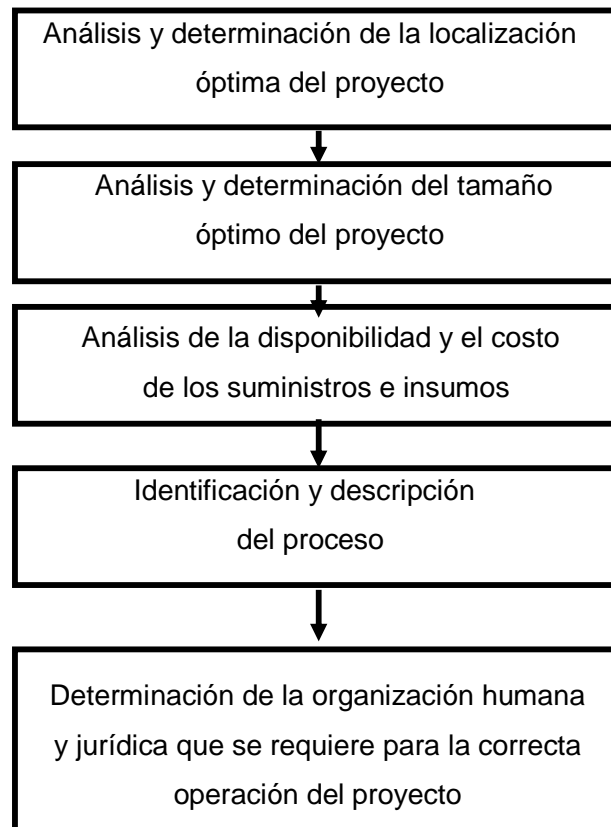 Análisis y determinación de la localización
óptima del proyecto
Análisis y determinación del tamaño
óptimo del proyecto
Análisis de la disponibilidad y el costo
de los suministros e insumos
Identificación y descripción
del proceso
Determinación de la organización humana
y jurídica que se requiere para la correcta
operación del proyecto